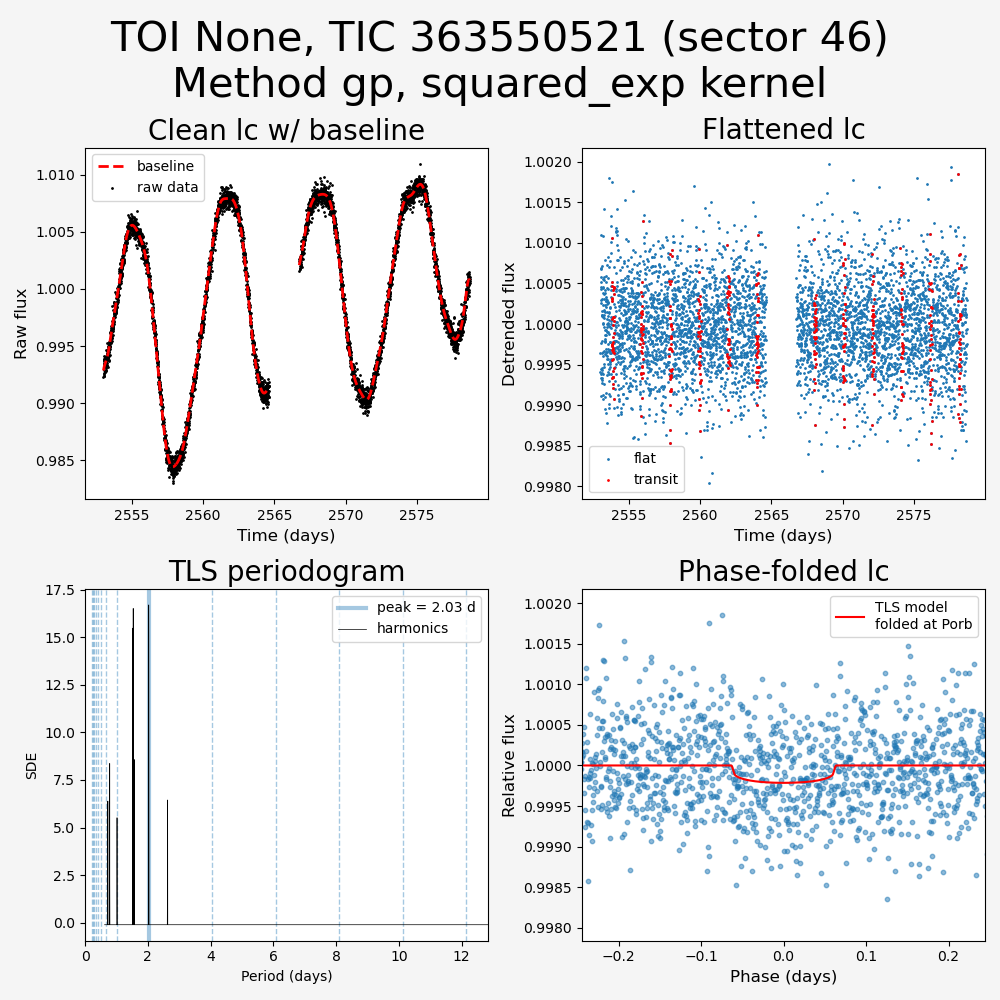 TOI None, TIC 363550521 (sector 46)
Method gp, squared_exp kernel
Clean lc w/ baseline
baseline
raw data
1.010
1.005
1.000
0.995
0.990
0.985
Raw flux
2555 2560 2565 2570 2575
Time (days)
Flattened lc
1.0020
1.0015
1.0010
1.0005
1.0000
0.9995
0.9990
0.9985
0.9980
Detrended flux
flat
transit
2555 2560 2565 2570 2575
Time (days)
TLS periodogram
peak = 2.03 d
harmonics
17.5
15.0
12.5
10.0
7.5
5.0
2.5
0.0
SDE
0 2 4 6 8 10 12
Period (days)
Phase-folded lc
TLS model
folded at Porb
1.0020
1.0015
1.0010
1.0005
1.0000
0.9995
0.9990
0.9985
0.9980
Relative flux
−0.2 −0.1 0.0 0.1 0.2
Phase (days)